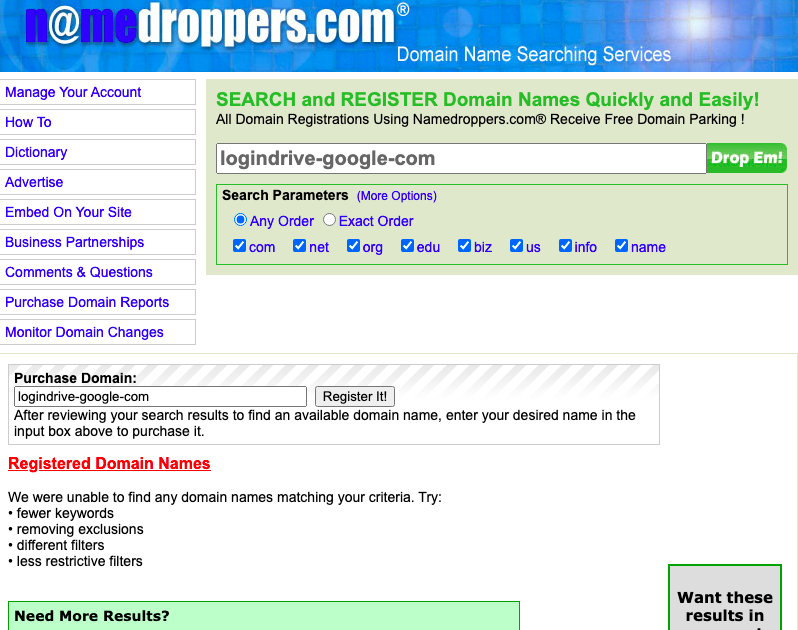 n@medroppers.com®
Domain Name Searching Services
Manage Your Account
How To
Dictionary
Advertise
Embed On Your Site
Business Partnerships
Comments & Questions
Purchase Domain Reports
Monitor Domain Changes
SEARCH and REGISTER Domain Names Quickly and Easily!
All Domain Registrations Using Namedroppers.com® Receive Free Domain Parking !
logindrive-google-com
Drop Em!
Search Parameters (More Options)
Any Order Exact Order
com net org edu biz us info name
Purchase Domain:
logindrive-google-com Register It!
After reviewing your search results to find an available domain name, enter your desired name in the
input box above to purchase it.
Registered Domain Names
We were unable to find any domain names matching your criteria. Try:
• fewer keywords
• removing exclusions
• different filters
• less restrictive filters
Need More Results?
Want these
results in